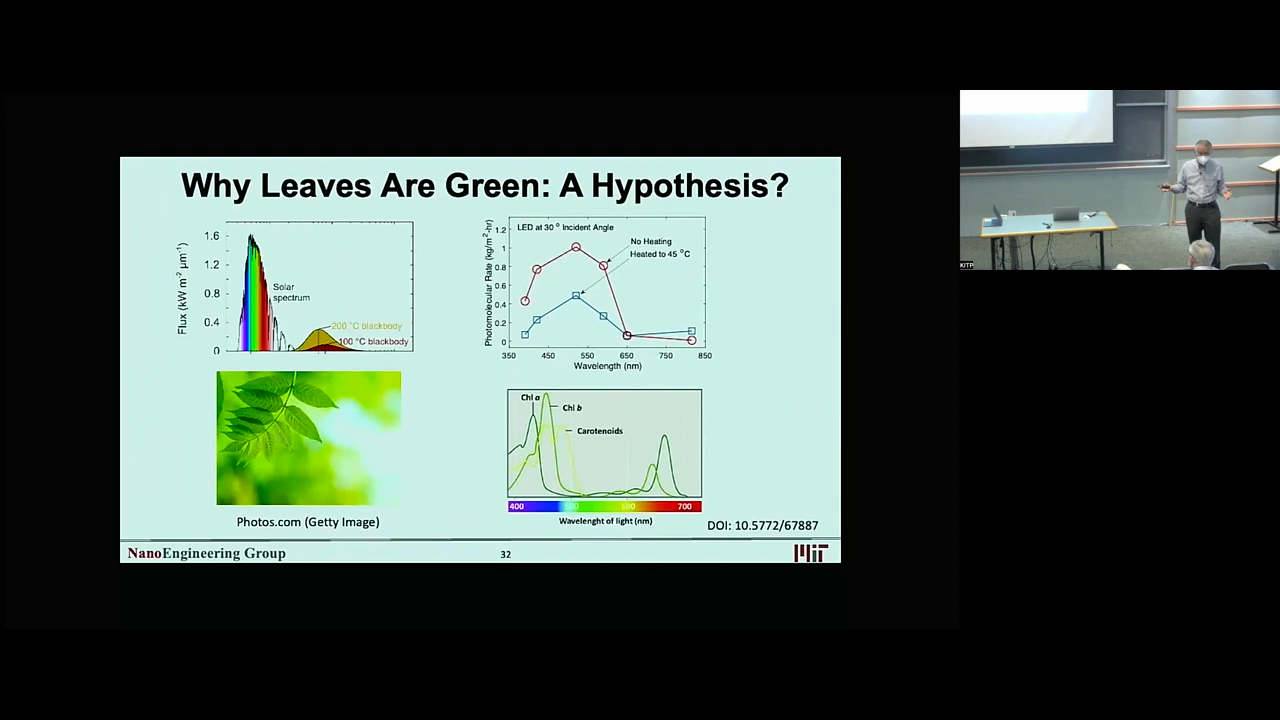 Why Leaves Are Green: A Hypothesis?
Flux (kW m⁻² μm⁻¹)
1.6
1.2
0.8
0.4
0
Solar
spectrum
200 °C blackbody
100 °C blackbody
Photomolecular Rate (kg/m²-hr)
1.2
1
0.8
0.6
0.4
0.2
0
LED at 30 ° Incident Angle
No Heating
Heated to 45 °C
350 450 550 650 750 850
Wavelength (nm)
Photos.com (Getty Image)
Chl a
Chl b
Carotenoids
400 500 600 700
Wavelenght of light (nm)
DOI: 10.5772/67887
NanoEngineering Group
32
MIT
KITP